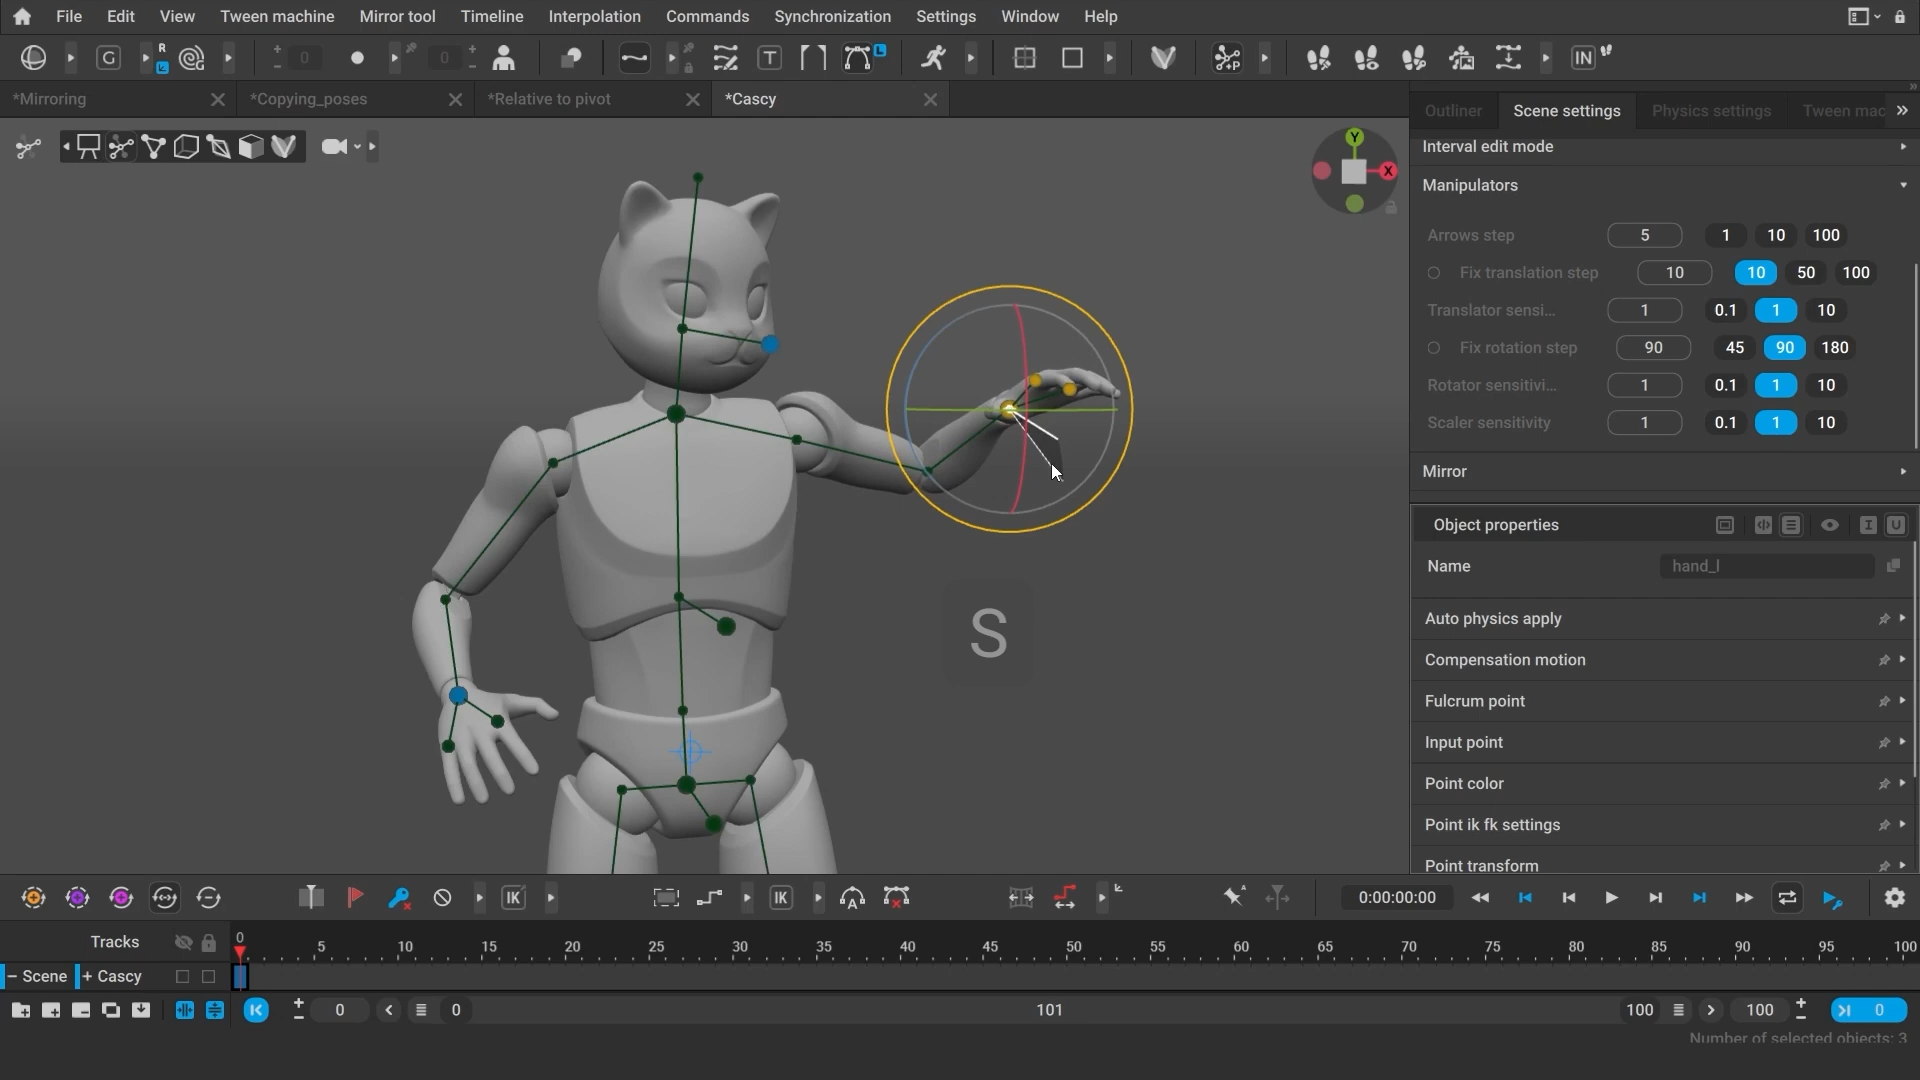 File Edit View Tween machine Mirror tool Timeline Interpolation Commands Synchronization Settings Window Help
G R 0 0 T L P IN
*Mirroring *Copying_poses *Relative to pivot *Cascy
Outliner Scene settings Physics settings Tween mac
Y
X
Interval edit mode
Manipulators
Arrows step 5 1 10 100
Fix translation step 10 10 50 100
Translator sensi... 1 0.1 1 10
Fix rotation step 90 45 90 180
Rotator sensitivi... 1 0.1 1 10
Scaler sensitivity 1 0.1 1 10
Mirror
Object properties I U
Name hand_l
S
Auto physics apply
Compensation motion
Fulcrum point
Input point
Point color
Point ik fk settings
Point transform
IK IK A A 0:00:00:00
Tracks 0 5 10 15 20 25 30 35 40 45 50 55 60 65 70 75 80 85 90 95 100
− Scene + Cascy
0 0 101 100 100 0
Number of selected objects: 3